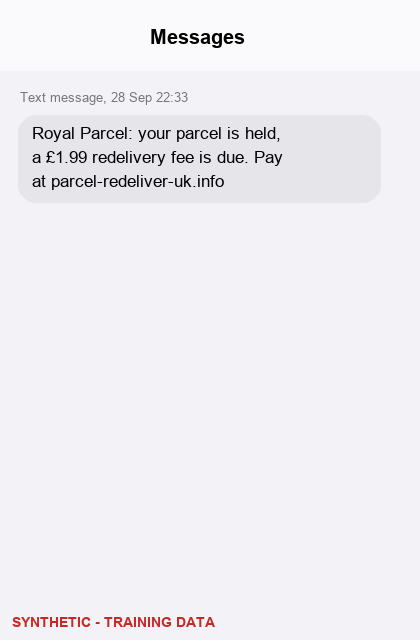 Messages
Text message, 28 Sep 22:33
Royal Parcel: your parcel is held,
a £1.99 redelivery fee is due. Pay
at parcel-redeliver-uk.info
SYNTHETIC - TRAINING DATA